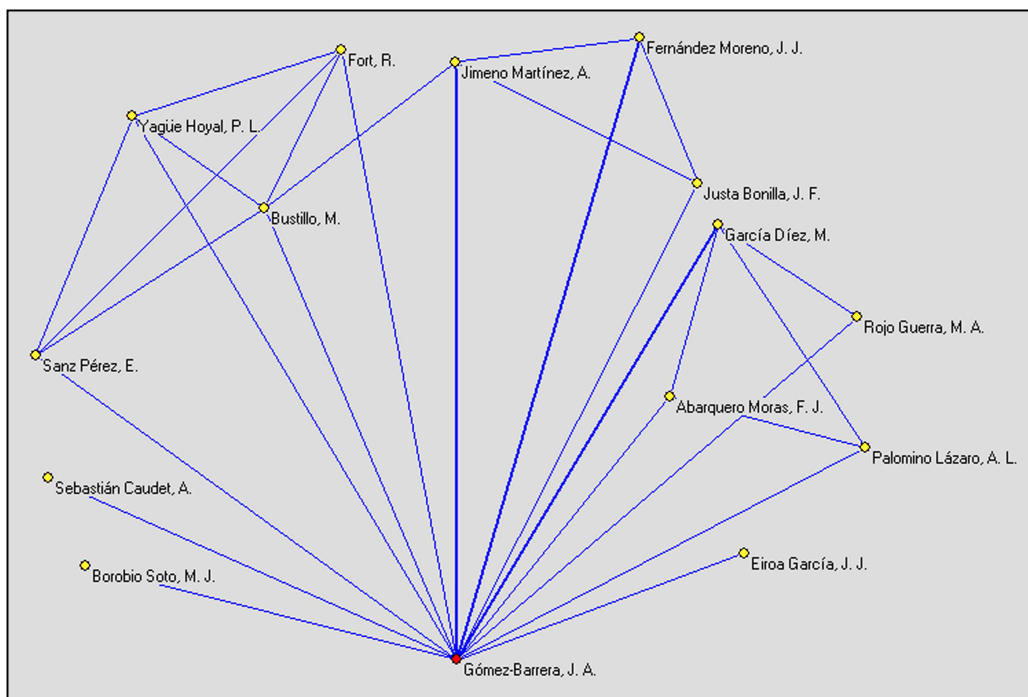 Fernández Moreno, J. J.
Fort, R.
Jimeno Martínez, A.
Yagüe Hoyal, P. L.
Justa Bonilla, J. F.
Bustillo, M.
García Díez, M.
Rojo Guerra, M. A.
Sanz Pérez, E.
Abarquero Moras, F. J.
Palomino Lázaro, A. L.
Sebastián Caudet, A.
Eiroa García, J. J.
Borobio Soto, M. J.
Gómez-Barrera, J. A.